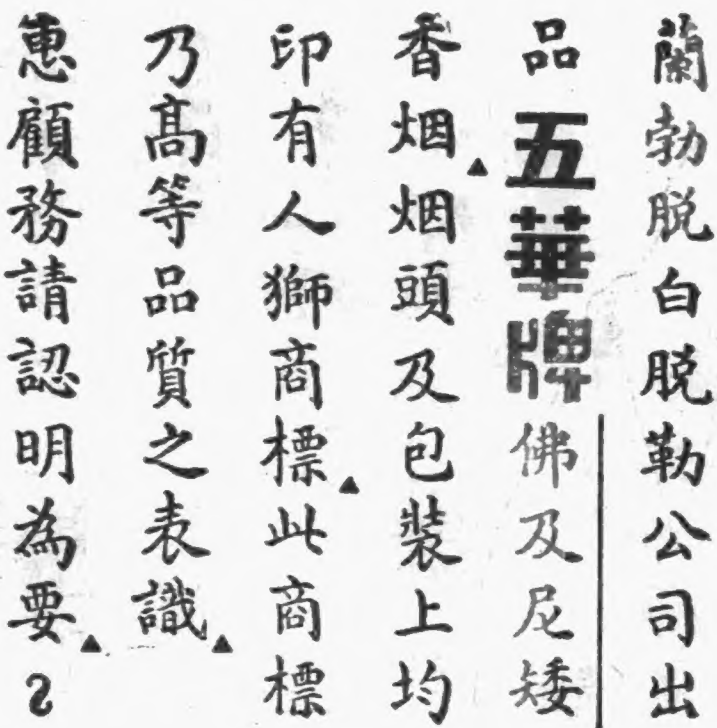 蘭勃脱白脱勒公司出
品五華牌佛及尼矮
香烟▲烟頭及包裝上均
印有人獅商標▲此商標
乃高等品質之表識▲
惠顧務請認明為要▲